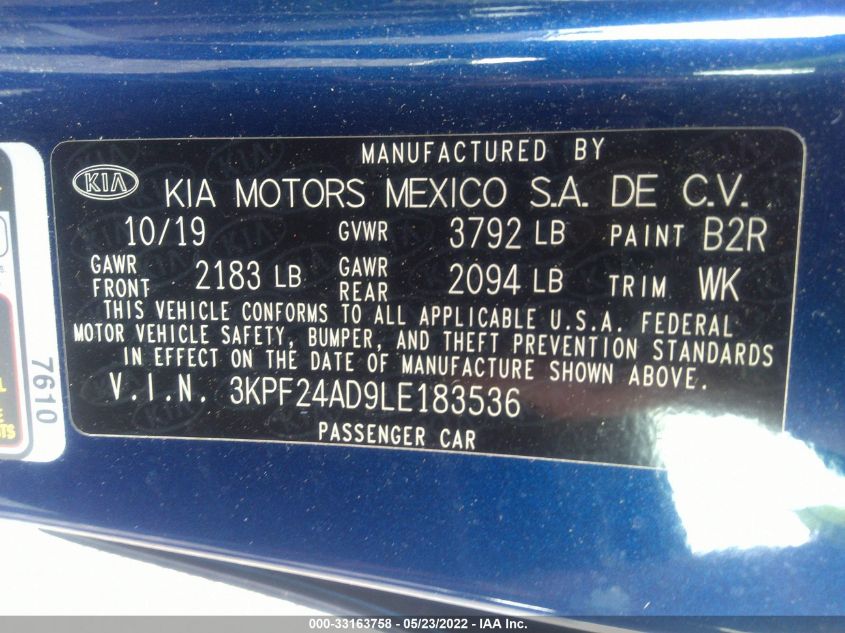 MANUFACTURED BY
KIA
KIA MOTORS MEXICO S.A. DE C.V.
10/19 GVWR 3792 LB PAINT B2R
GAWR FRONT 2183 LB GAWR REAR 2094 LB TRIM WK
THIS VEHICLE CONFORMS TO ALL APPLICABLE U.S.A. FEDERAL
MOTOR VEHICLE SAFETY, BUMPER, AND THEFT PREVENTION STANDARDS
IN EFFECT ON THE DATE OF MANUFACTURE SHOWN ABOVE.
V.I.N. 3KPF24AD9LE183536
PASSENGER CAR
7610
000-33163758 - 05/23/2022 - IAA Inc.